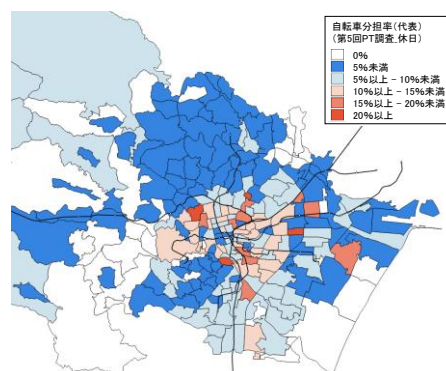 自転車分担率(代表)
(第5回PT調査_休日)
0%
5%未満
5%以上 - 10%未満
10%以上 - 15%未満
15%以上 - 20%未満
20%以上